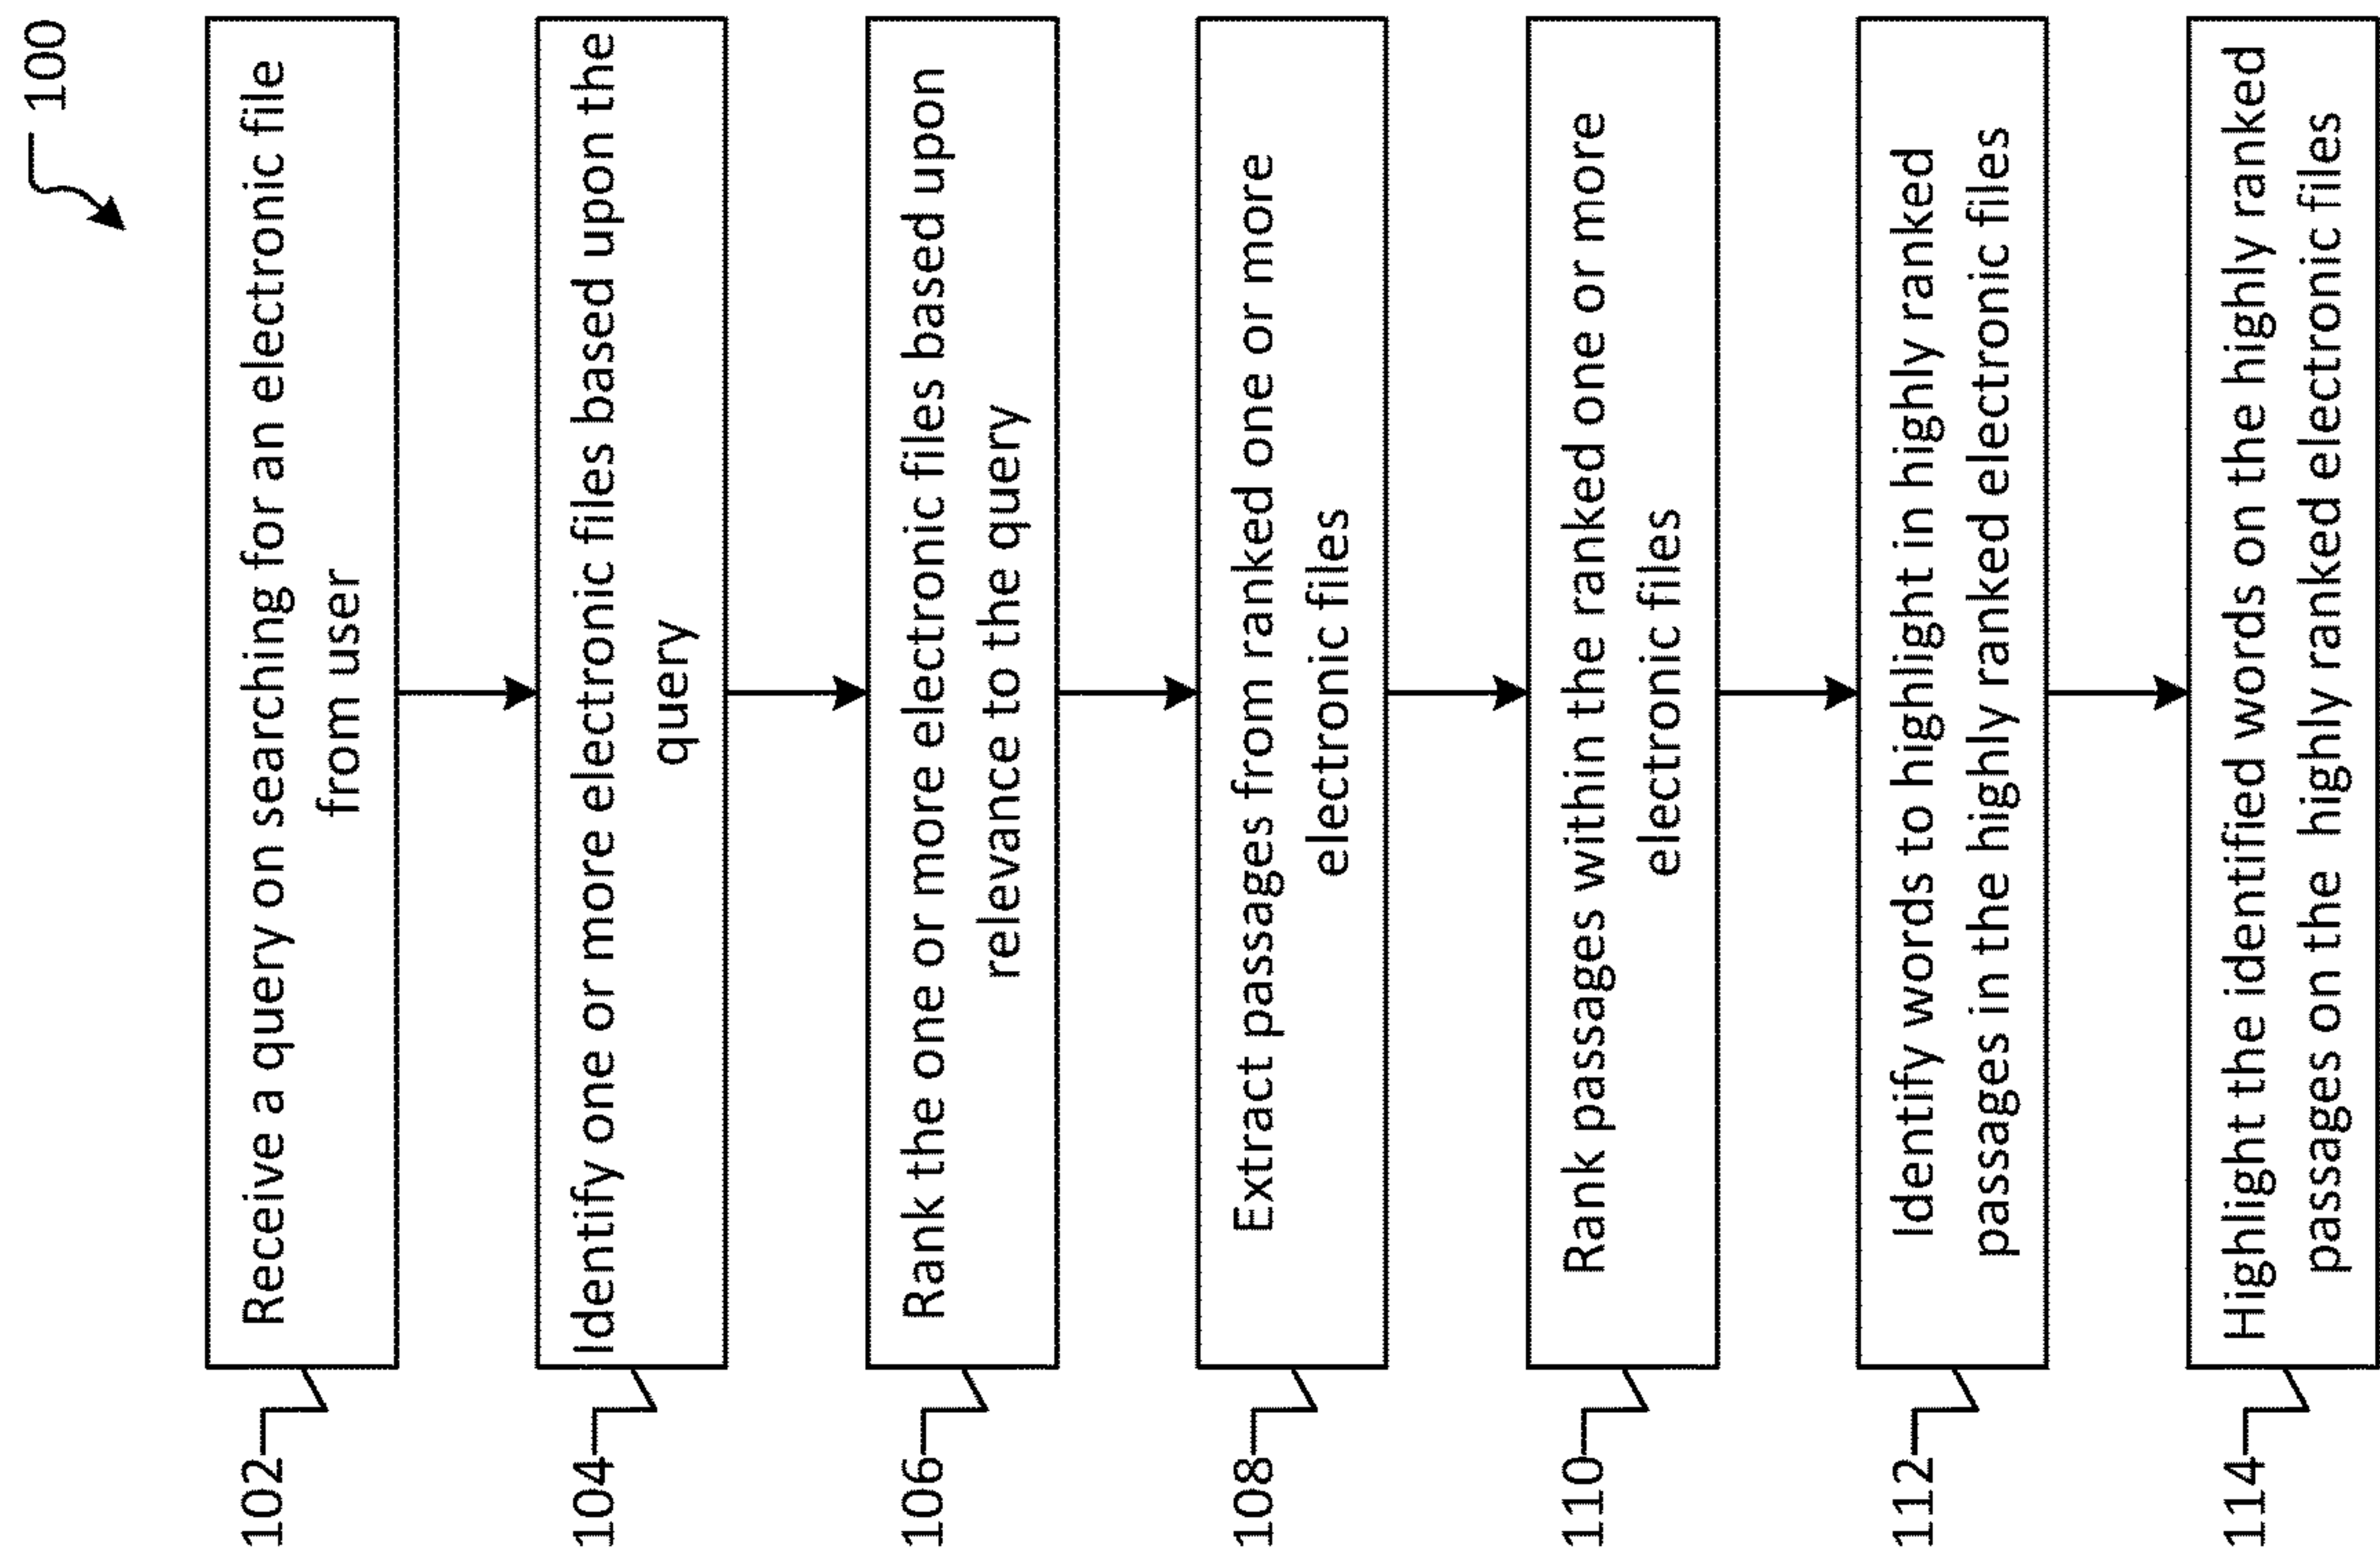 100
102
Receive a query on searching for an electronic file
from user
104
Identify one or more electronic files based upon the
query
106
Rank the one or more electronic files based upon
relevance to the query
108
Extract passages from ranked one or more
electronic files
110
Rank passages within the ranked one or more
electronic files
112
Identify words to highlight in highly ranked
passages in the highly ranked electronic files
114
Highlight the identified words on the highly ranked
passages on the highly ranked electronic files